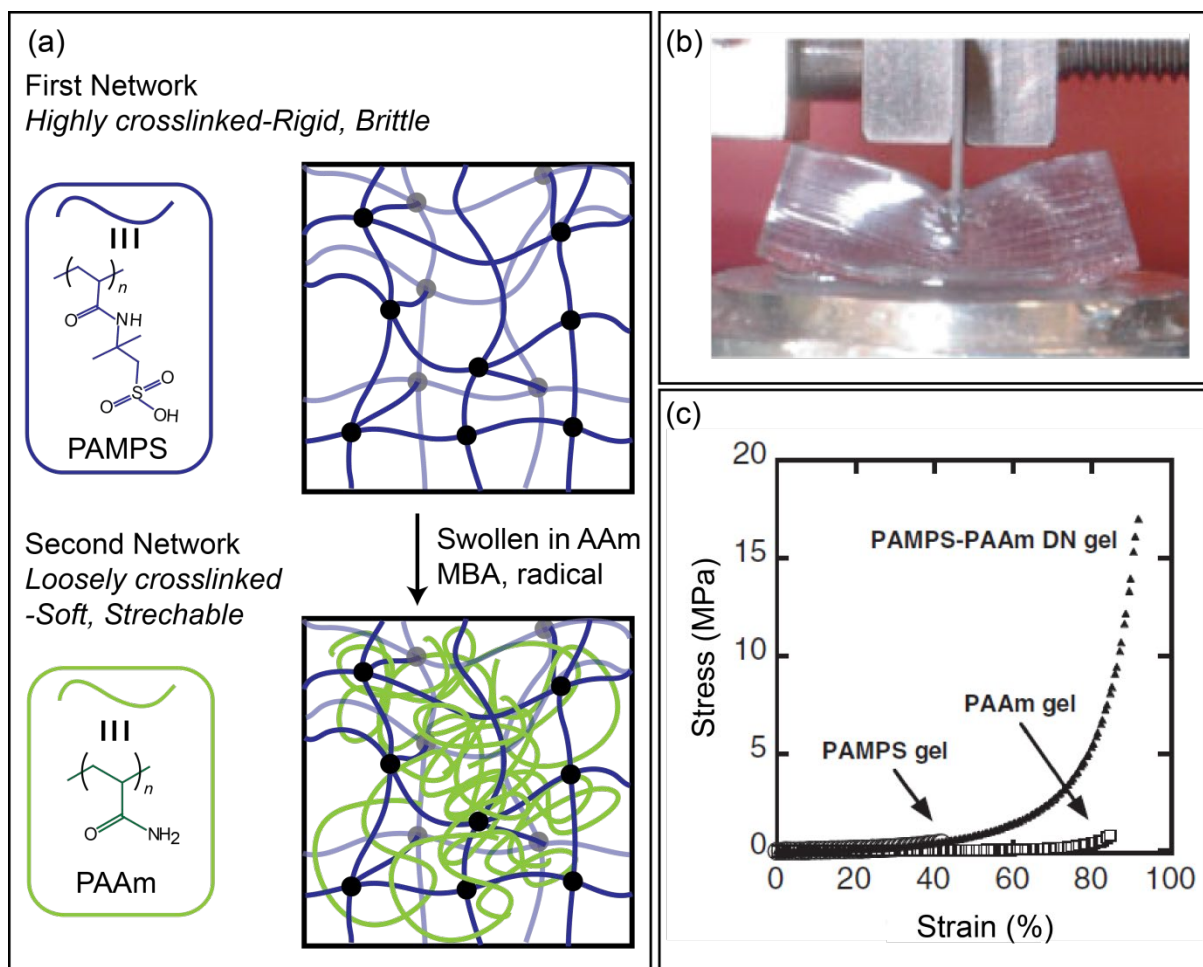 (a)
First Network
Highly crosslinked-Rigid, Brittle
( )n
O
NH
O
S
O
OH
PAMPS
Swollen in AAm
MBA, radical
Second Network
Loosely crosslinked
-Soft, Strechable
( )n
O
NH2
PAAm
(b)
(c)
20
15
5
0
Stress (MPa)
PAMPS-PAAm DN gel
PAAm gel
PAMPS gel
0 20 40 60 80 100
Strain (%)